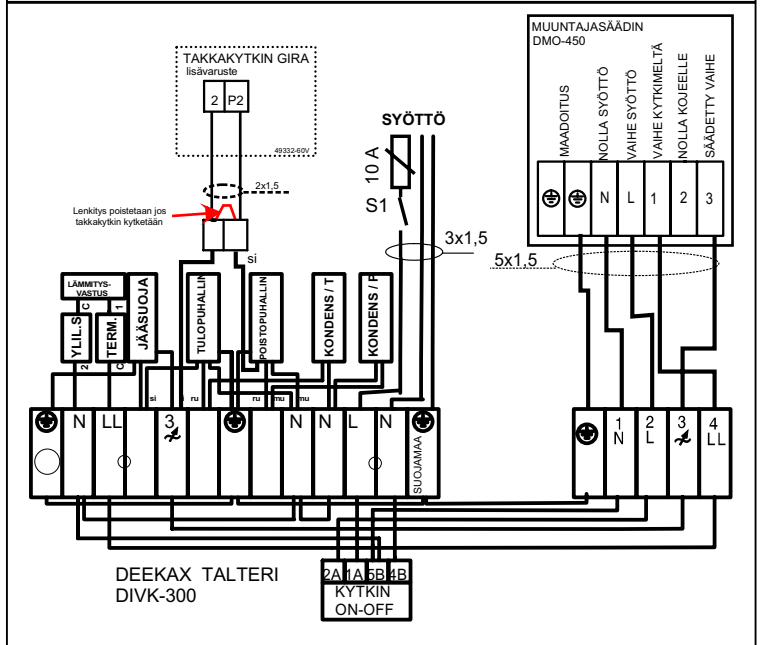 TAKKAKYTKIN GIRA
lisävaruste
2 P2
49332-60V
2x1,5
Lenkitys poistetaan jos
takkakytkin kytketään
si
SYÖTTÖ
10 A
S1
3x1,5
MUUNTAJASÄÄDIN
DMO-450
MAADOITUS
NOLLA SYÖTTÖ
VAIHE SYÖTTÖ
VAIHE KYTKIMELTÄ
NOLLA KOJEELLE
SÄÄDETTY VAIHE
N L 1 2 3
5x1,5
LÄMMITYS-
VASTUS
C 1
YLIL.S
TERM.
JÄÄSUOJA
TULOPUHALLIN
POISTOPUHALLIN
KONDENS / T
KONDENS / P
2 C
si ru ru mu mu
N LL 3 N N L N
SUOJAMAA
1 2 3 4
N L LL
2A 1A 5B 4B
KYTKIN
ON-OFF
DEEKAX TALTERI
DIVK-300